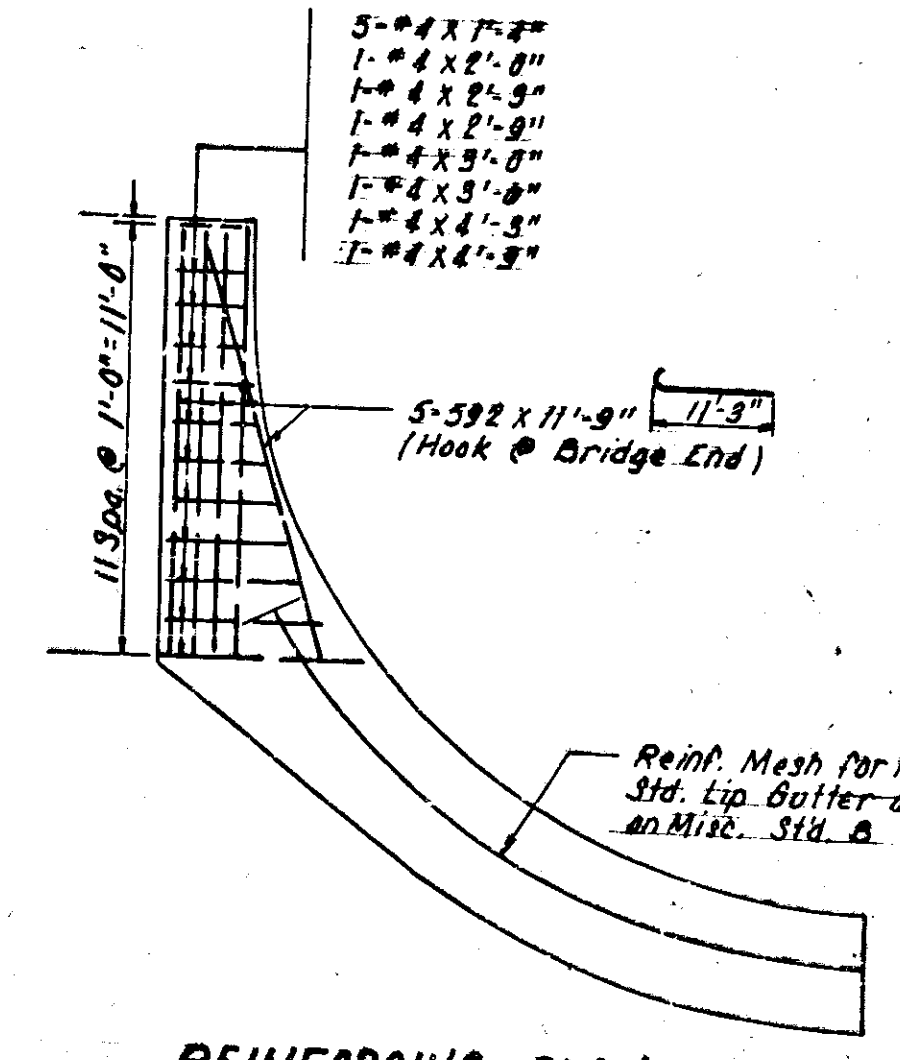 5-#4 X 1'-4"
1-#4 X 2'-0"
1-#4 X 2'-3"
1-#4 X 2'-9"
1-#4 X 3'-0"
1-#4 X 3'-6"
1-#4 X 4'-3"
1-#4 X 4'-9"
11 Spa. @ 1'-0" = 11'-0"
5-592 X 11'-9" 11'-3"
(Hook @ Bridge End)
Reinf. Mesh for
Std. Lip Gutter
on Misc. Std. B